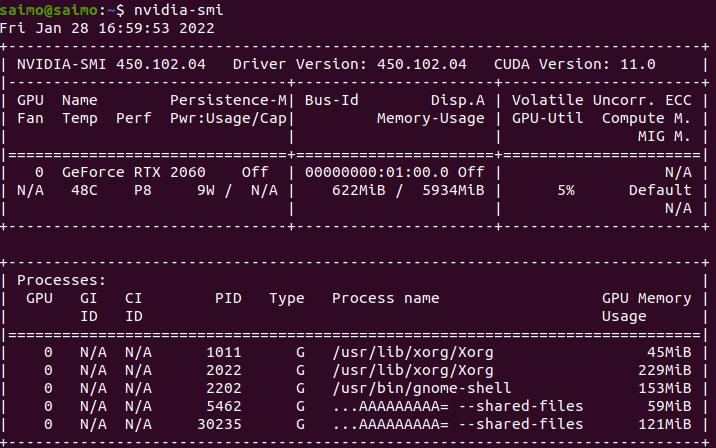 saimo@saimo:~$ nvidia-smi
Fri Jan 28 16:59:53 2022
+-----------------------------------------------------------------------------+
| NVIDIA-SMI 450.102.04   Driver Version: 450.102.04   CUDA Version: 11.0     |
|-------------------------------+----------------------+----------------------+
| GPU  Name        Persistence-M| Bus-Id        Disp.A | Volatile Uncorr. ECC |
| Fan  Temp  Perf  Pwr:Usage/Cap|         Memory-Usage | GPU-Util  Compute M. |
|                               |                      |               MIG M. |
|===============================+======================+======================|
|   0  GeForce RTX 2060    Off  | 00000000:01:00.0 Off |                  N/A |
| N/A   48C    P8     9W /  N/A |    622MiB /  5934MiB |      5%      Default |
|                               |                      |                  N/A |
+-------------------------------+----------------------+----------------------+

+-----------------------------------------------------------------------------+
| Processes:                                                                  |
|  GPU   GI   CI        PID   Type   Process name                  GPU Memory |
|        ID   ID                                                   Usage      |
|=============================================================================|
|    0   N/A  N/A      1011      G   /usr/lib/xorg/Xorg                 45MiB |
|    0   N/A  N/A      2022      G   /usr/lib/xorg/Xorg                229MiB |
|    0   N/A  N/A      2202      G   /usr/bin/gnome-shell              153MiB |
|    0   N/A  N/A      5462      G   ...AAAAAAAAA= --shared-files       59MiB |
|    0   N/A  N/A     30235      G   ...AAAAAAAAA= --shared-files      121MiB |
+-----------------------------------------------------------------------------+